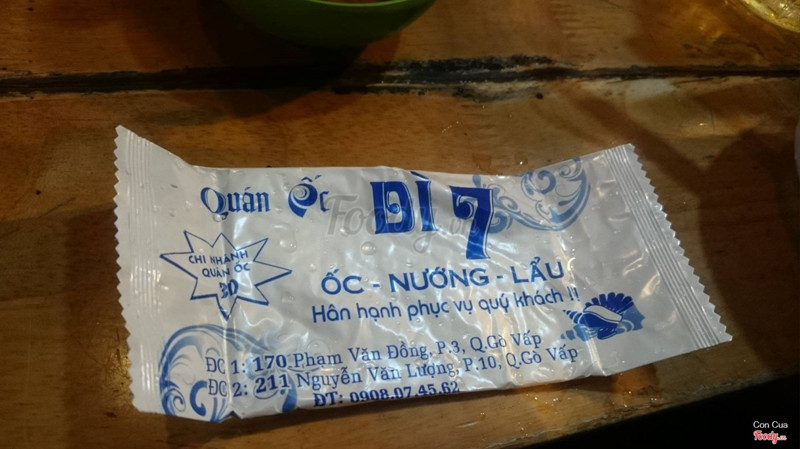 Quán ốc DÌ 7
CHI NHÁNH
QUÁN ỐC
30
ỐC - NƯỚNG - LẨU
Hân hạnh phục vụ quý khách !!
ĐC 1: 170 Phạm Văn Đồng, P.3, Q.Gò Vấp
ĐC 2: 211 Nguyễn Văn Lượng, P.10, Q.Gò Vấp
ĐT: 0908.07.45.62
Foody.vn
Con Cua
Foody.vn